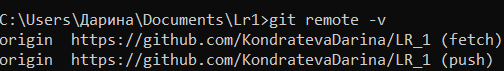 C:\Users\Дарина\Documents\Lr1>git remote -v
origin  https://github.com/KondratevaDarina/LR_1 (fetch)
origin  https://github.com/KondratevaDarina/LR_1 (push)